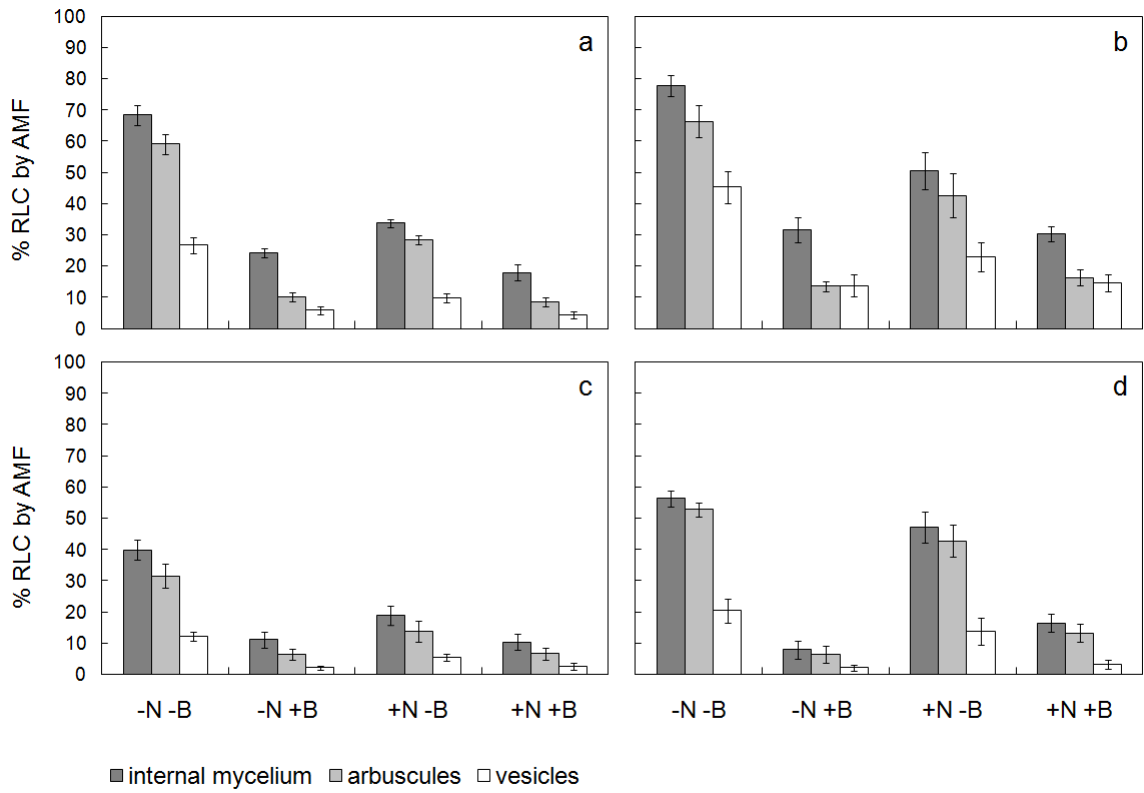 100
90
80
70
60
50
40
30
20
10
0
% RLC by AMF
a
b
100
90
80
70
60
50
40
30
20
10
0
% RLC by AMF
c
d
-N -B -N +B +N -B +N +B -N -B -N +B +N -B +N +B
internal mycelium arbuscules vesicles